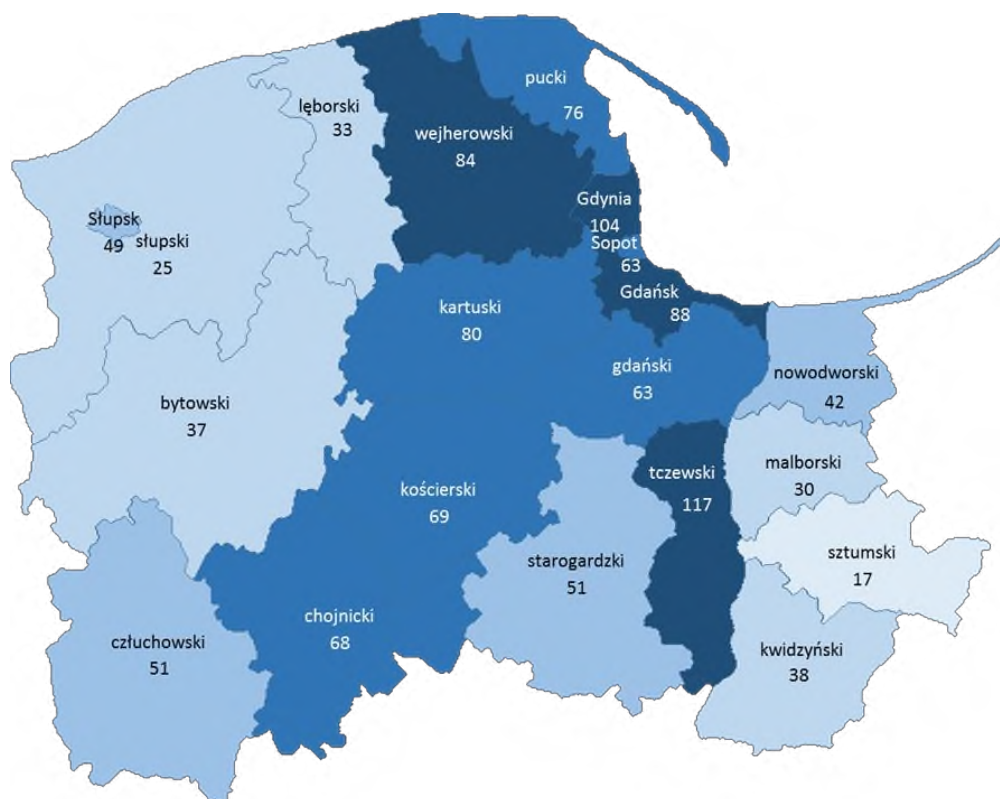 pucki
76
lęborski
33
wejherowski
84
Gdynia
104
Słupsk
49
słupski
25
Sopot
63
Gdańsk
88
kartuski
80
gdański
63
nowodworski
42
bytowski
37
malborski
30
tczewski
117
kościerski
69
sztumski
17
starogardzki
51
chojnicki
68
człuchowski
51
kwidzyński
38